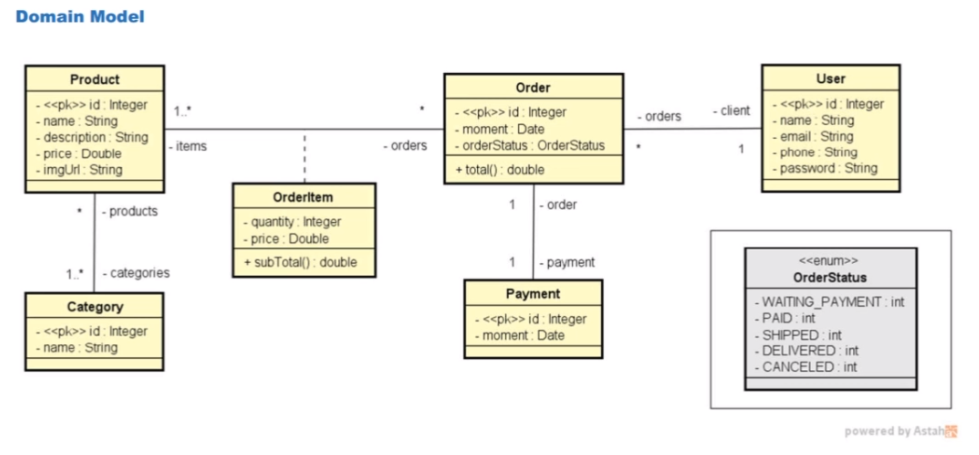 Domain Model
Product
- <<pk>> id : Integer
- name : String
- description : String
- price : Double
- imgUrl : String
1..*
*
- items
- orders
Order
- <<pk>> id : Integer
- moment : Date
- orderStatus : OrderStatus
+ total() : double
- orders
- client
*
1
User
- <<pk>> id : Integer
- name : String
- email : String
- phone : String
- password : String
OrderItem
- quantity : Integer
- price : Double
+ subTotal() : double
* - products
1..* - categories
Category
- <<pk>> id : Integer
- name : String
1 - order
1 - payment
Payment
- <<pk>> id : Integer
- moment : Date
<<enum>>
OrderStatus
- WAITING_PAYMENT : int
- PAID : int
- SHIPPED : int
- DELIVERED : int
- CANCELED : int
powered by Astah